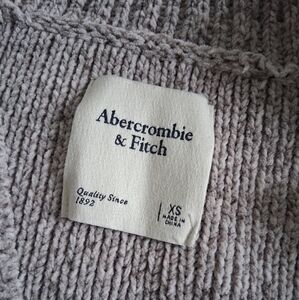 Abercrombie
& Fitch
Quality Since
1892
XS
MADE IN
CHINA